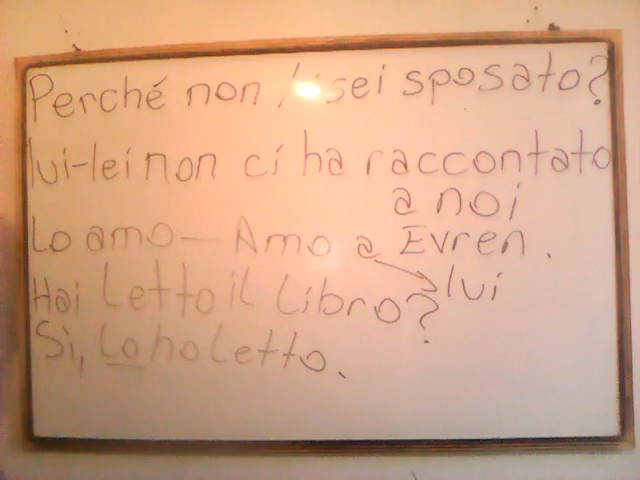 Perché non sei sposato?
lui-lei non ci ha raccontato
a noi
Lo amo — Amo a Evren.
lui
Hai Letto il Libro?
Sì, Lo ho Letto.